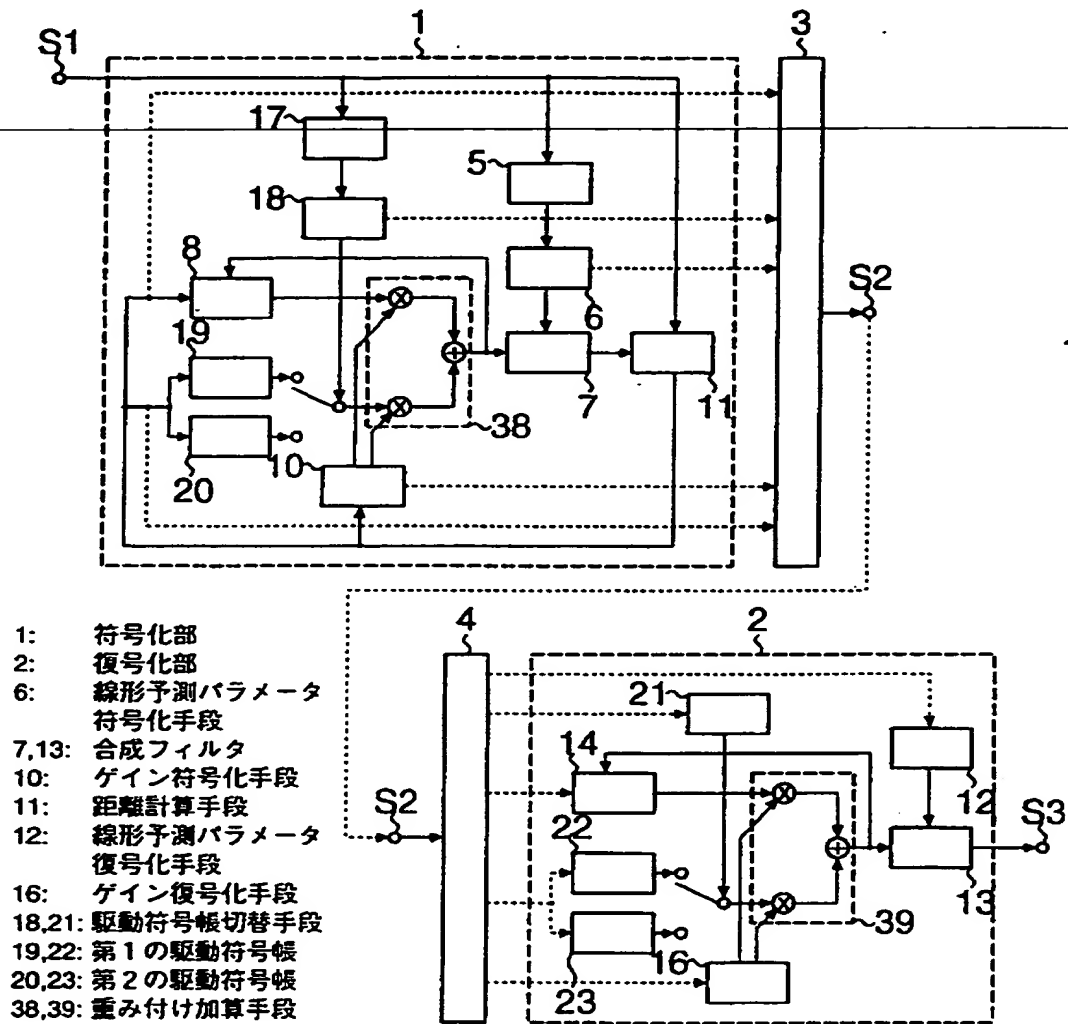 1
3
S1
17
5
18
8
6
S2
19
7
11
38
20
10
4
2
21
14
12
S2
22
S3
13
39
23
16
1: 符号化部
2: 復号化部
6: 線形予測パラメータ
符号化手段
7,13: 合成フィルタ
10: ゲイン符号化手段
11: 距離計算手段
12: 線形予測パラメータ
復号化手段
16: ゲイン復号化手段
18,21: 駆動符号帳切替手段
19,22: 第1の駆動符号帳
20,23: 第2の駆動符号帳
38,39: 重み付け加算手段